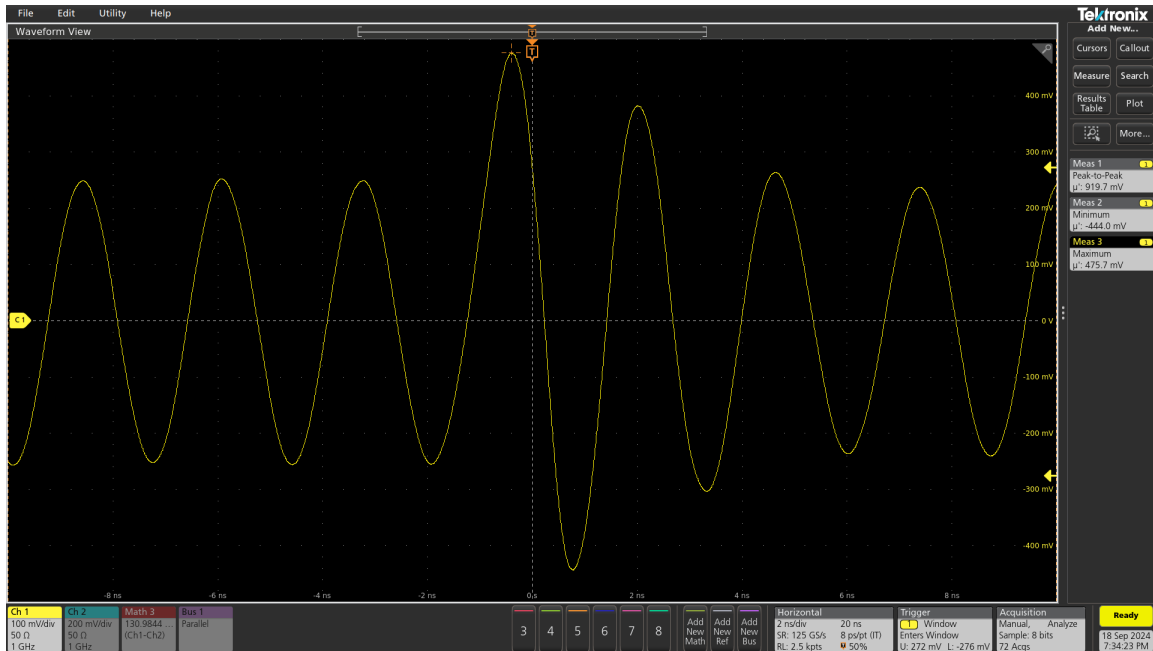 File Edit Utility Help
Tektronix
Waveform View
Add New...
T
T
Cursors Callout
Measure Search
Results Table Plot
More...
400 mV
300 mV
200 mV
100 mV
0 V
-100 mV
-200 mV
-300 mV
-400 mV
C1
-8 ns -6 ns -4 ns -2 ns 0 s 2 ns 4 ns 6 ns 8 ns
Meas 1 1
Peak-to-Peak
µ': 919.7 mV
Meas 2 1
Minimum
µ': -444.0 mV
Meas 3 1
Maximum
µ': 475.7 mV
Ch 1
100 mV/div
50 Ω
1 GHz
Ch 2
200 mV/div
50 Ω
1 GHz
Math 3
130.9844 ...
(Ch1-Ch2)
Bus 1
Parallel
3 4 5 6 7 8
Add New Math
Add New Ref
Add New Bus
Horizontal
2 ns/div 20 ns
SR: 125 GS/s 8 ps/pt (IT)
RL: 2.5 kpts 50%
Trigger
1 Window
Enters Window
U: 272 mV L: -276 mV
Acquisition
Manual, Analyze
Sample: 8 bits
72 Acqs
Ready
18 Sep 2024
7:34:23 PM